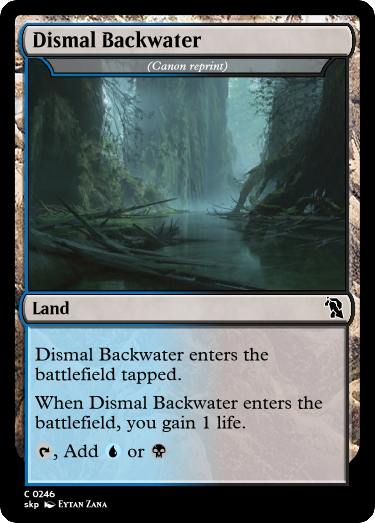 Dismal Backwater
(Canon reprint)
Land
Dismal Backwater enters the
battlefield tapped.
When Dismal Backwater enters the
battlefield, you gain 1 life.
, Add or
C 0246
skp Eytan Zana